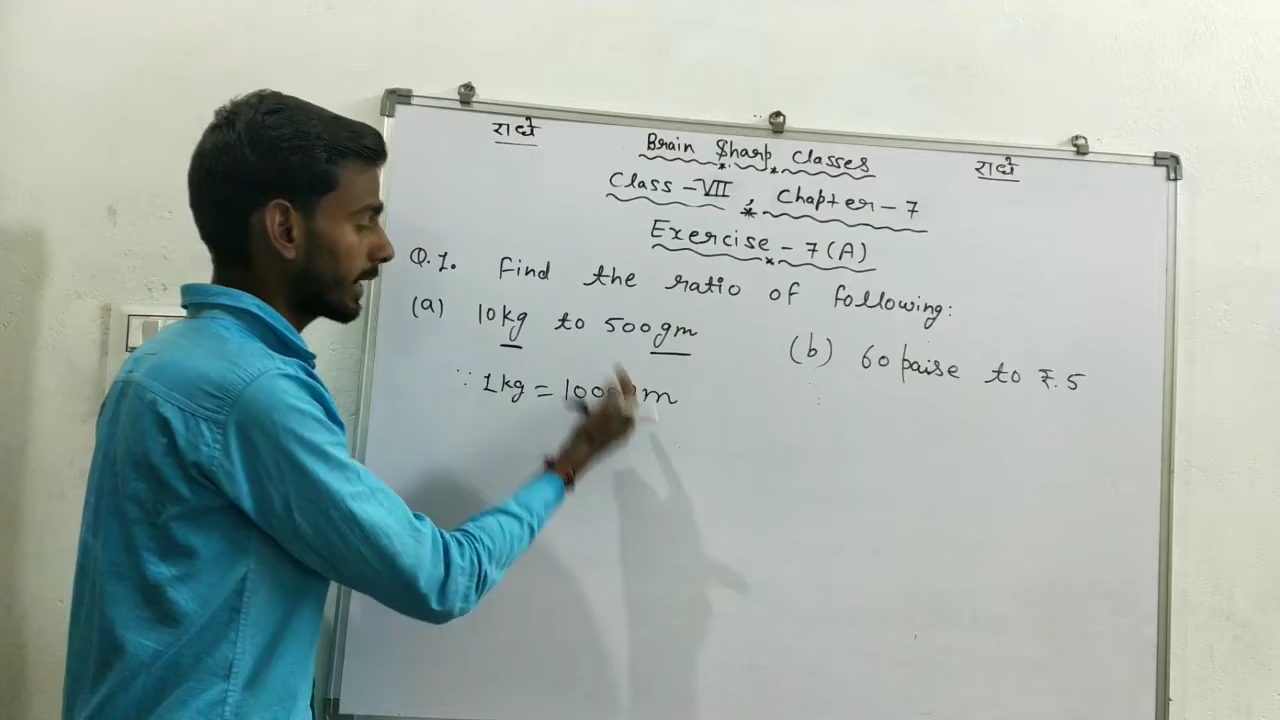 राधे Brain Sharp Classes राधे
Class - VII, Chapter - 7
Exercise - 7(A)
Q.1. Find the ratio of following:
(a) 10kg to 500gm (b) 60 paise to ₹.5
∵ 1kg =